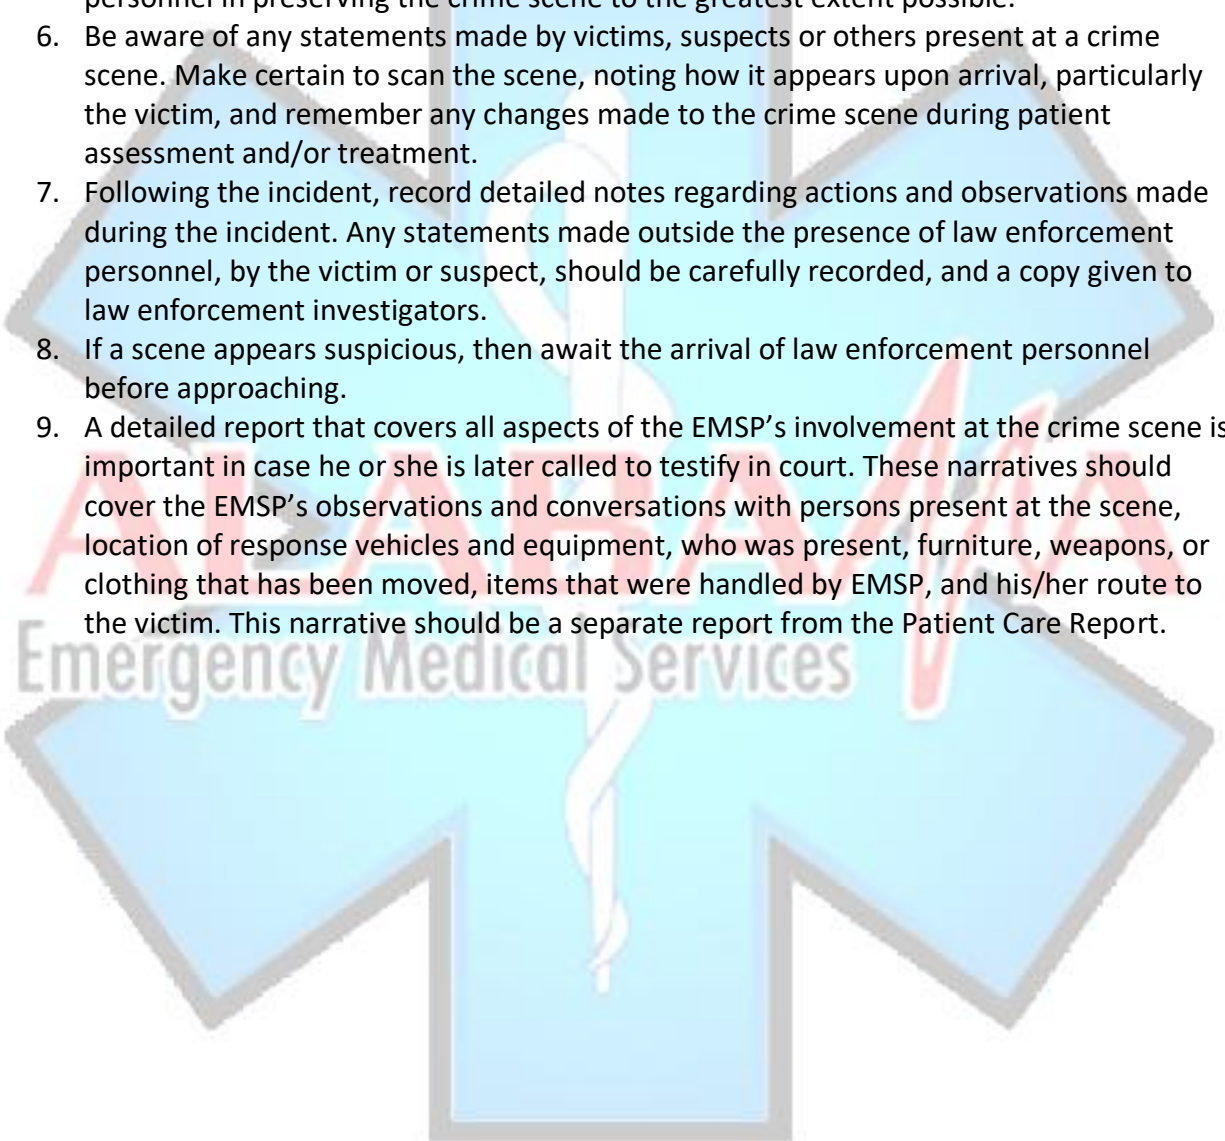 personnel in preserving the crime scene to the greatest extent possible.
6. Be aware of any statements made by victims, suspects or others present at a crime
scene. Make certain to scan the scene, noting how it appears upon arrival, particularly
the victim, and remember any changes made to the crime scene during patient
assessment and/or treatment.
7. Following the incident, record detailed notes regarding actions and observations made
during the incident. Any statements made outside the presence of law enforcement
personnel, by the victim or suspect, should be carefully recorded, and a copy given to
law enforcement investigators.
8. If a scene appears suspicious, then await the arrival of law enforcement personnel
before approaching.
9. A detailed report that covers all aspects of the EMSP’s involvement at the crime scene is
important in case he or she is later called to testify in court. These narratives should
cover the EMSP’s observations and conversations with persons present at the scene,
location of response vehicles and equipment, who was present, furniture, weapons, or
clothing that has been moved, items that were handled by EMSP, and his/her route to
the victim. This narrative should be a separate report from the Patient Care Report.
ALABAMA
Emergency Medical Services